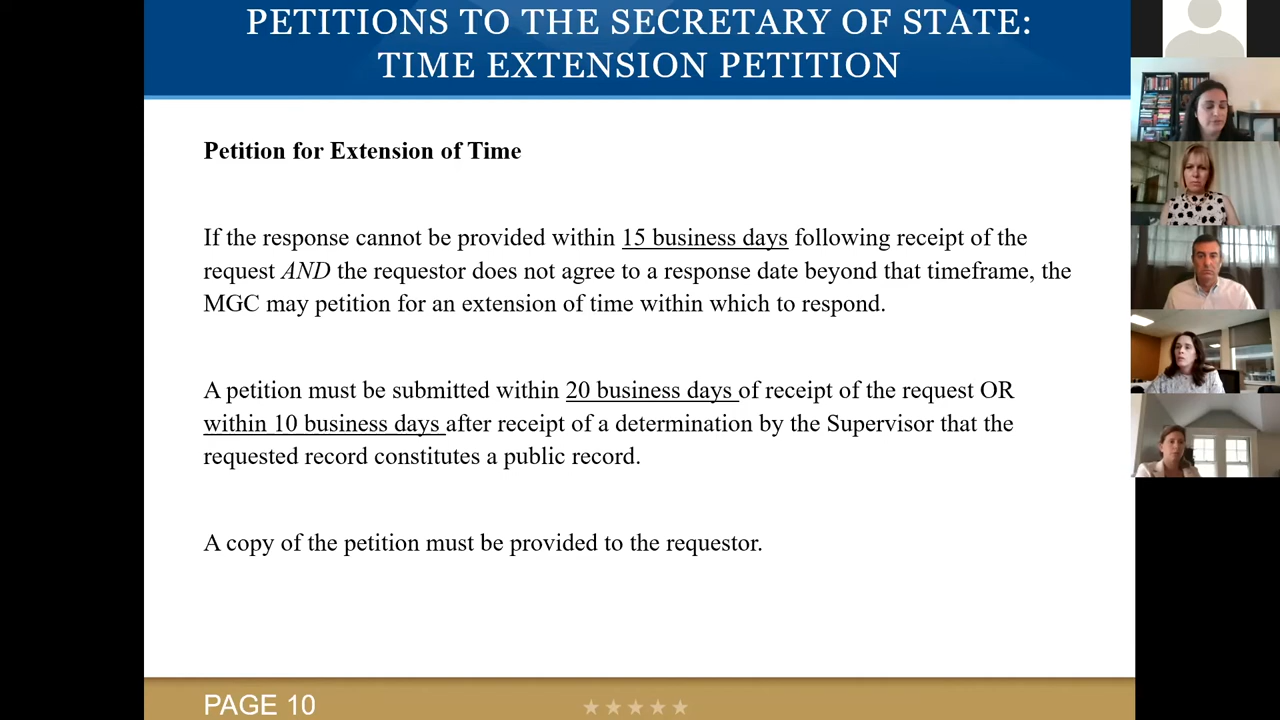 PETITIONS TO THE SECRETARY OF STATE:
TIME EXTENSION PETITION
Petition for Extension of Time
If the response cannot be provided within 15 business days following receipt of the
request AND the requestor does not agree to a response date beyond that timeframe, the
MGC may petition for an extension of time within which to respond.
A petition must be submitted within 20 business days of receipt of the request OR
within 10 business days after receipt of a determination by the Supervisor that the
requested record constitutes a public record.
A copy of the petition must be provided to the requestor.
PAGE 10